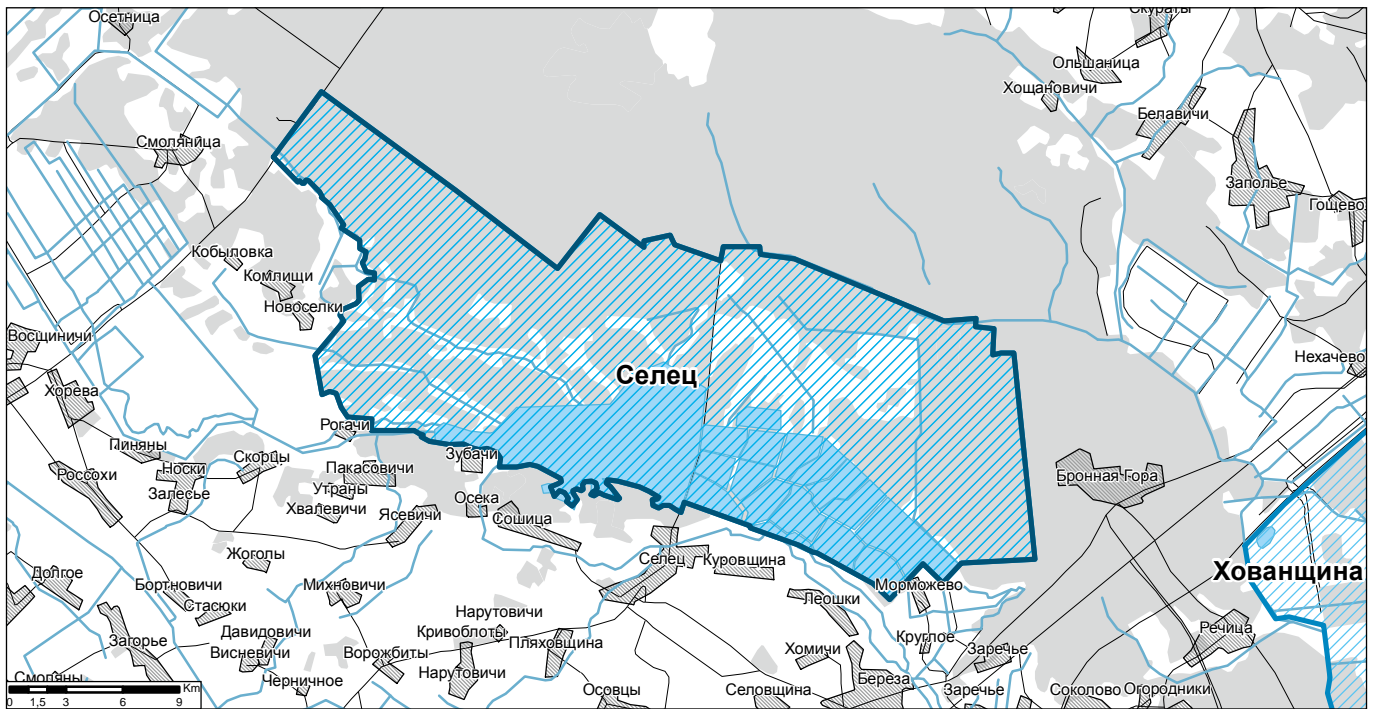 Осетница
Скураты
Ольшаница
Хощановичи
Белавичи
Смоляница
Заполье
Гощево
Кобыловка
Комлищи
Новоселки
Восщиничи
Нехачево
Хорева
Селец
Рогачи
Пиняны
Зубачи
Скорцы
Носки
Пакасовичи
Россохи
Бронная Гора
Залесье
Утраны
Осека
Хвалевичи
Ясевичи
Сошица
Жоголы
Селец
Куровщина
Долгое
Хованщина
Бортновичи
Михновичи
Морможево
Леошки
Стасюки
Нарутовичи
Речица
Давидовичи
Кривоблоты
Загорье
Пляховщина
Круглое
Висневичи
Ворожбиты
Хомичи
Заречье
Смоляны
Нарутовичи
Черничное
Береза
Осовцы
Селовщина
Заречье
Соколово
Огородники
Km
0 1,5 3 6 9